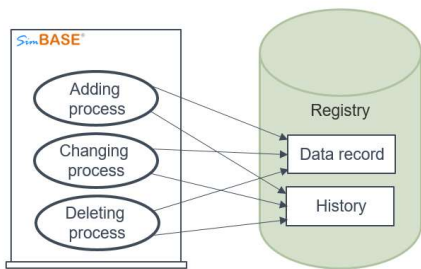 SimBASE®
Adding
process
Registry
Changing
process
Data record
Deleting
process
History